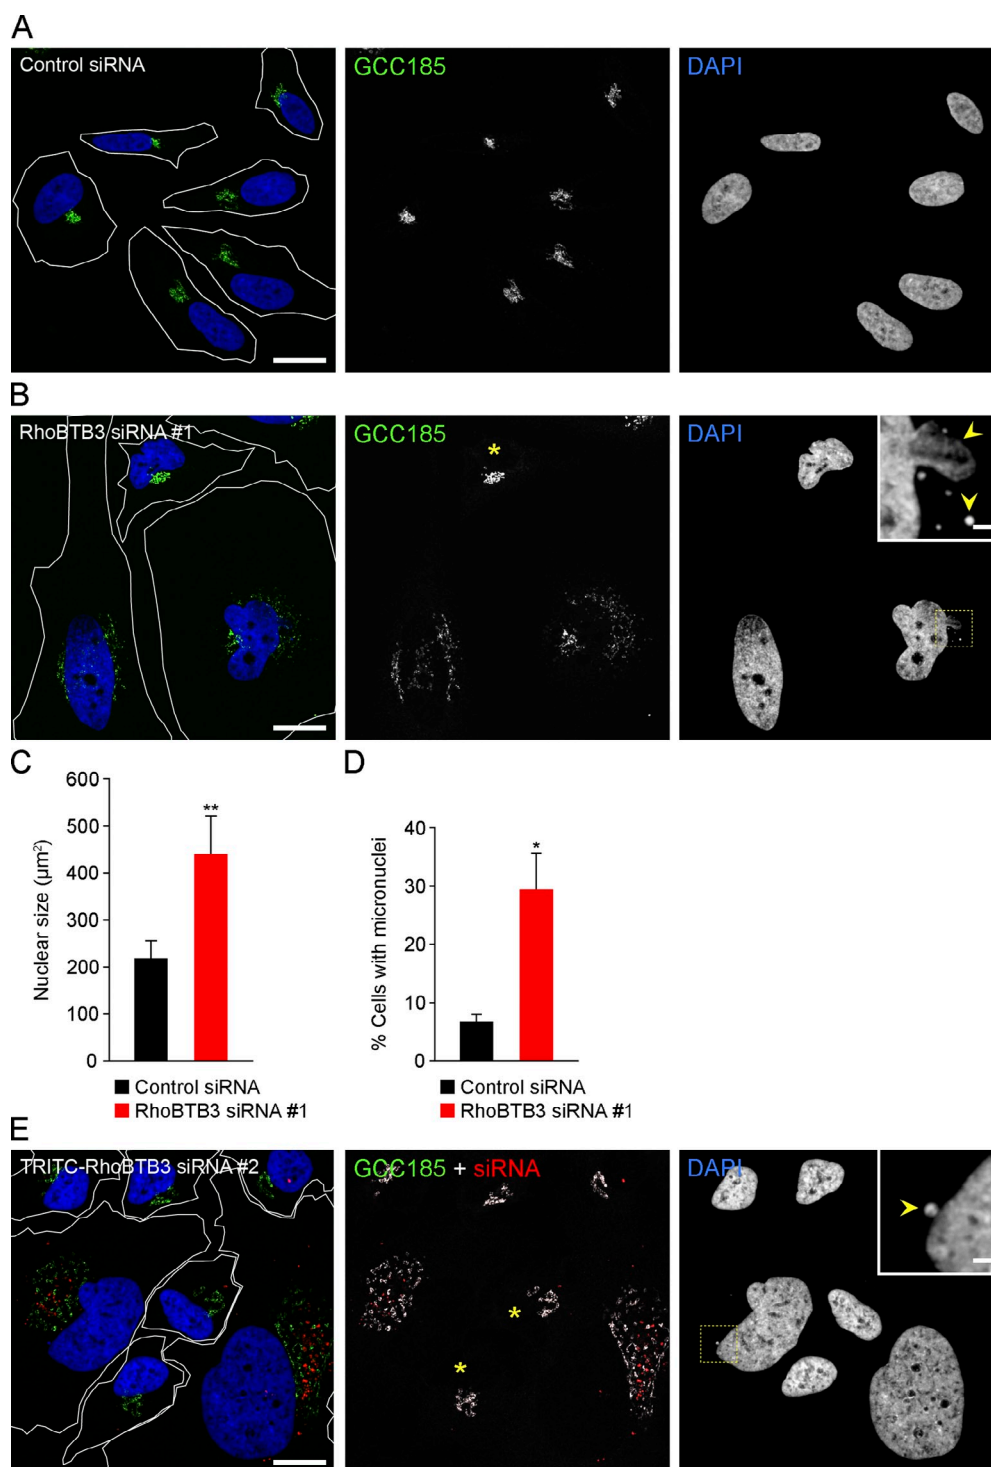 A
Control siRNA
GCC185
DAPI
B
RhoBTB3 siRNA #1
GCC185
*
DAPI
C
D
600
500
400
300
200
100
0
Nuclear size (μm²)
**
Control siRNA
RhoBTB3 siRNA #1
40
30
20
10
0
% Cells with micronuclei
*
Control siRNA
RhoBTB3 siRNA #1
E
TRITC-RhoBTB3 siRNA #2
GCC185 + siRNA
*
*
DAPI